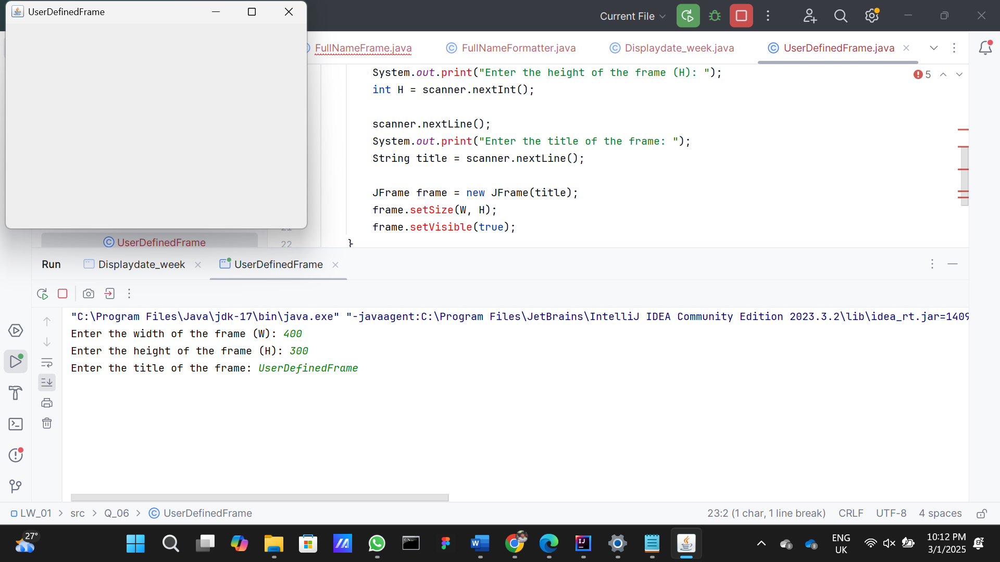 UserDefinedFrame
Current File
FullNameFrame.java
FullNameFormatter.java
Displaydate_week.java
UserDefinedFrame.java
System.out.print("Enter the height of the frame (H): ");
5
int H = scanner.nextInt();
scanner.nextLine();
System.out.print("Enter the title of the frame: ");
String title = scanner.nextLine();
JFrame frame = new JFrame(title);
frame.setSize(W, H);
frame.setVisible(true);
}
UserDefinedFrame
22
Run
Displaydate_week
UserDefinedFrame
"C:\Program Files\Java\jdk-17\bin\java.exe" "-javaagent:C:\Program Files\JetBrains\IntelliJ IDEA Community Edition 2023.3.2\lib\idea_rt.jar=1409
Enter the width of the frame (W): 400
Enter the height of the frame (H): 300
Enter the title of the frame: UserDefinedFrame
LW_01 > src > Q_06 > UserDefinedFrame
23:2 (1 char, 1 line break)
CRLF
UTF-8
4 spaces
27°
ENG
UK
10:12 PM
3/1/2025